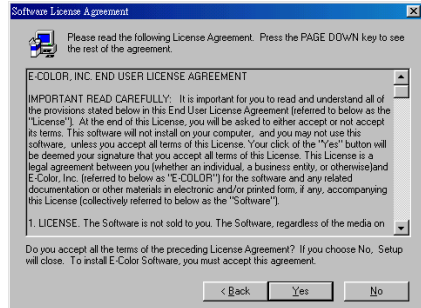 Software License Agreement
Please read the following License Agreement. Press the PAGE DOWN key to see
the rest of the agreement.
E-COLOR, INC. END USER LICENSE AGREEMENT
IMPORTANT READ CAREFULLY: It is important for you to read and understand all of
the provisions stated below in this End User License Agreement (referred to below as the
"License"). At the end of this License, you will be asked to either accept or not accept
its terms. This software will not install on your computer, and you may not use this
software, unless you accept all terms of this License. Your click of the "Yes" button will
be deemed your signature that you accept all terms of this License. This License is a
legal agreement between you (whether an individual, a business entity, or otherwise)and
E-Color, Inc. (referred to below as "E-COLOR") for the software and any related
documentation or other materials in electronic and/or printed form, if any, accompanying
this License (collectively referred to below as the "Software").
1. LICENSE. The Software is not sold to you. The Software, regardless of the media on
Do you accept all the terms of the preceding License Agreement? If you choose No, Setup
will close. To install E-Color Software, you must accept this agreement.
< Back Yes No